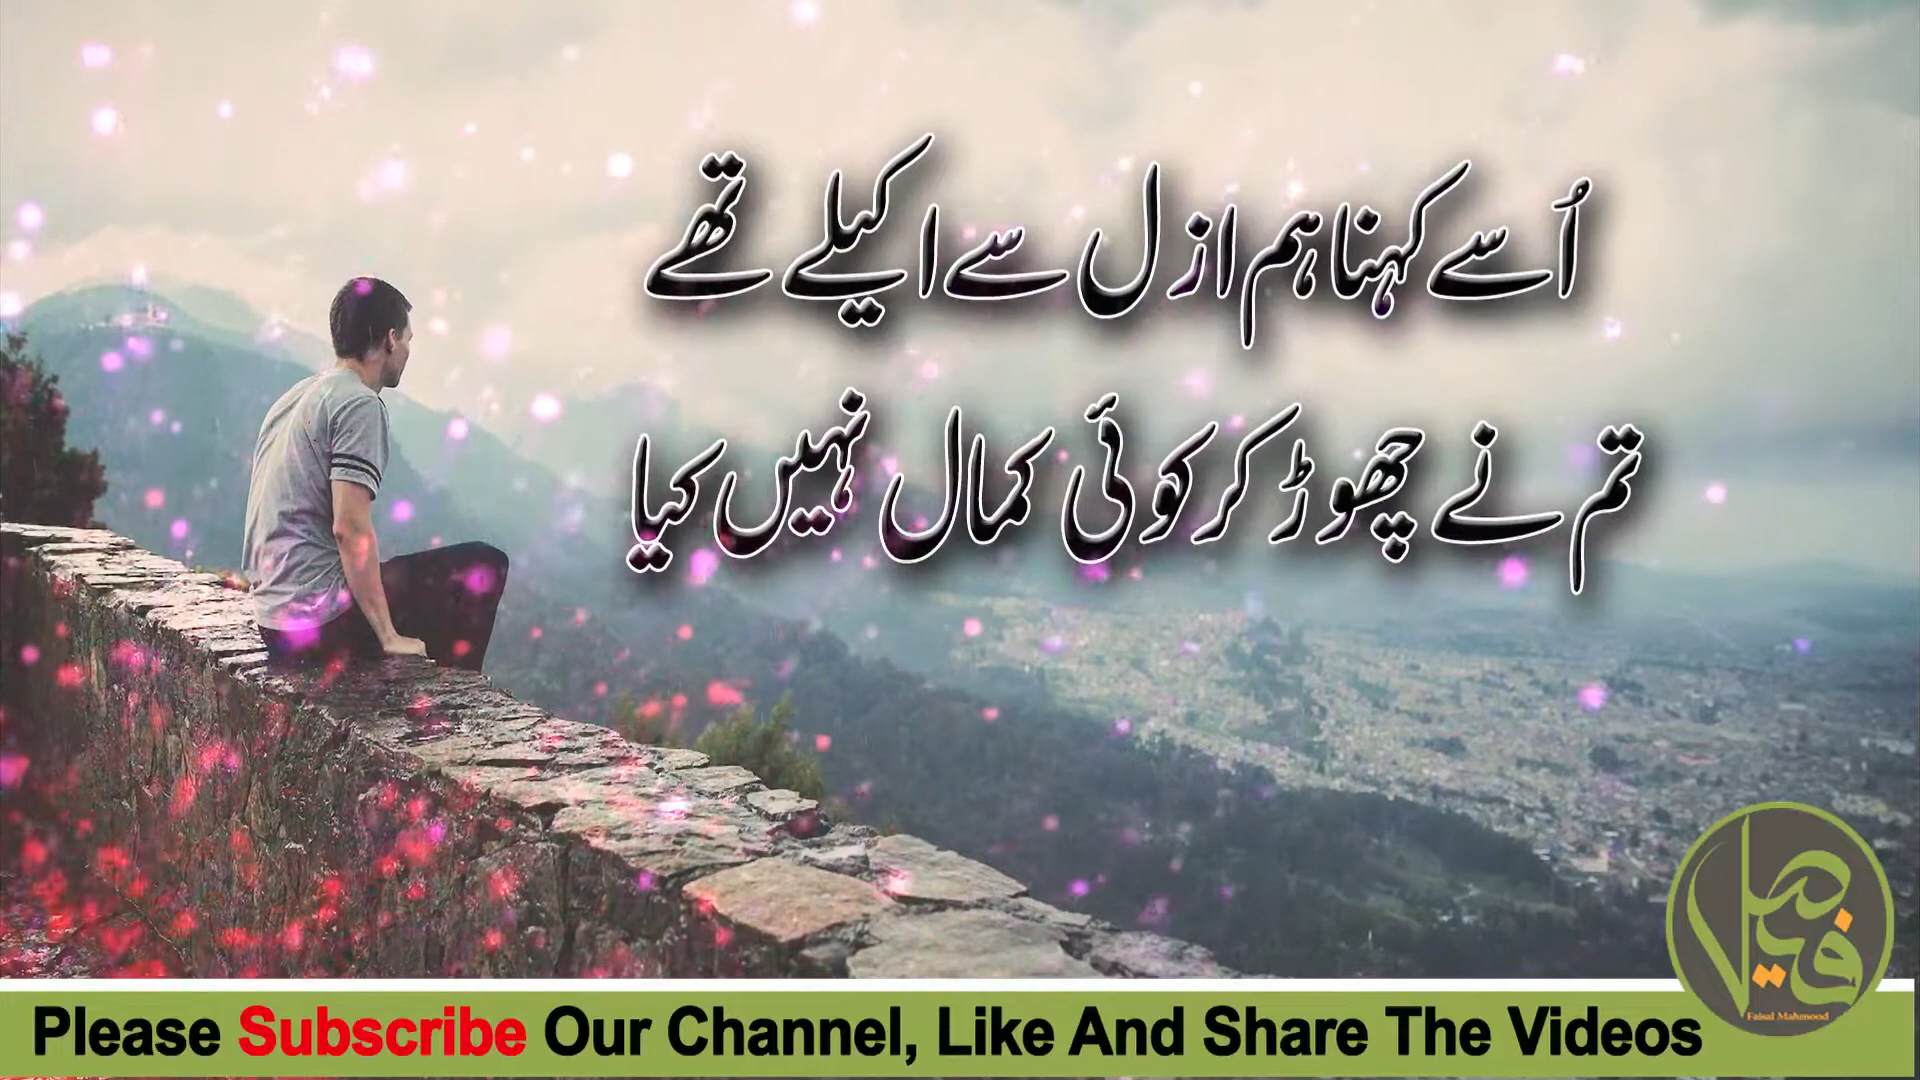 اُسے کہنا ہم ازل سے اکیلے تھے
تم نے چھوڑ کر کوئی کمال نہیں کیا
فیصل
Faisal Mahmood
Please Subscribe Our Channel, Like And Share The Videos